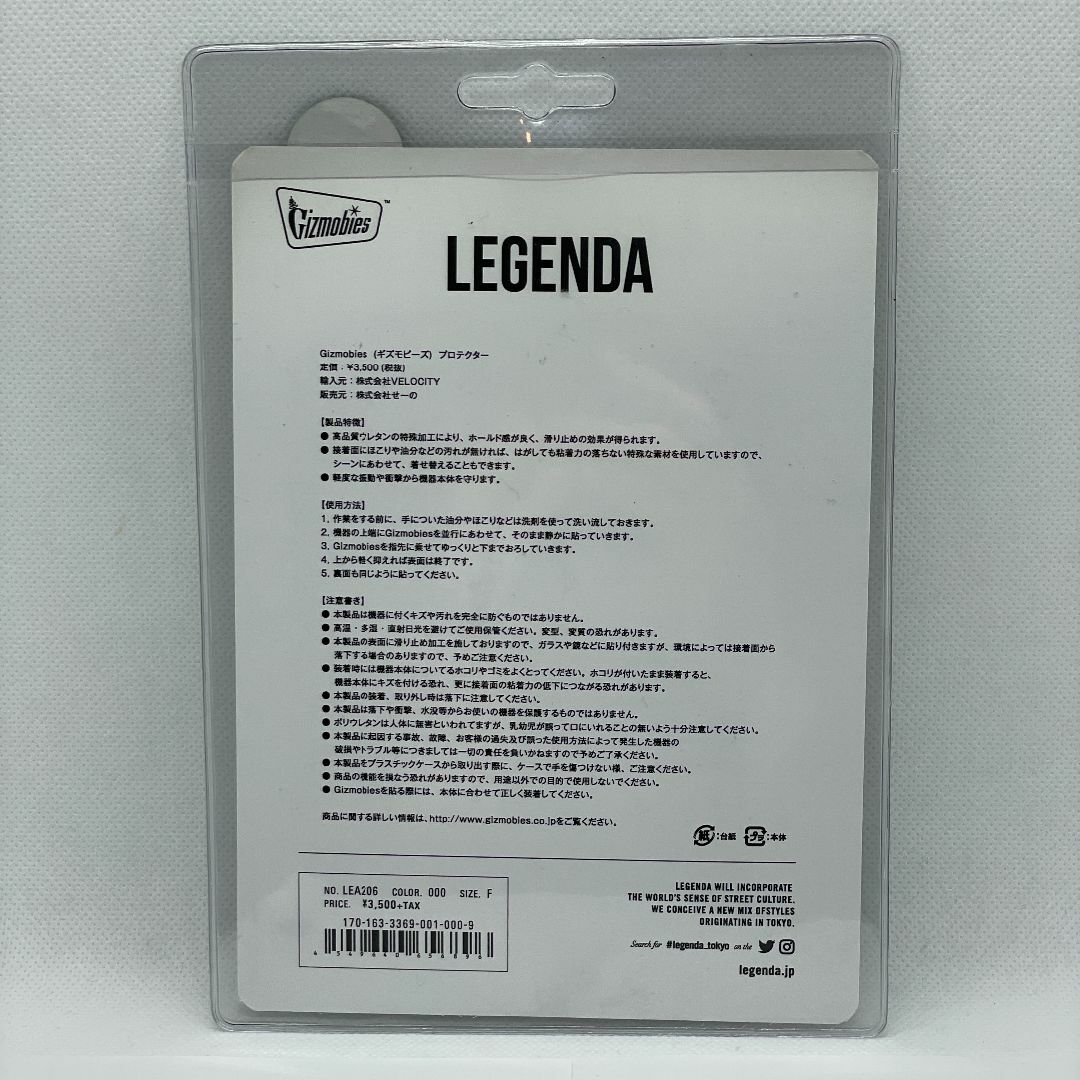 Gizmobies™
LEGENDA
Gizmobies (ギズモビーズ) プロテクター
定価：¥3,500 (税抜)
輸入元：株式会社VELOCITY
販売元：株式会社せーの
【製品特徴】
● 高品質ウレタンの特殊加工により、ホールド感が良く、滑り止めの効果が得られます。
● 接着面にほこりや油分などの汚れが無ければ、はがしても粘着力の落ちない特殊な素材を使用していますので、
シーンにあわせて、着せ替えることもできます。
● 軽度な振動や衝撃から機器本体を守ります。
【使用方法】
1. 作業をする前に、手についた油分やほこりなどは洗剤を使って洗い流しておきます。
2. 機器の上端にGizmobiesを並行にあわせて、そのまま静かに貼っていきます。
3. Gizmobiesを指先に乗せてゆっくりと下までおろしていきます。
4. 上から軽く抑えれば表面は終了です。
5. 裏面も同じように貼ってください。
【注意書き】
● 本製品は機器に付くキズや汚れを完全に防ぐものではありません。
● 高温・多湿・直射日光を避けてご使用保管ください。変型、変質の恐れがあります。
● 本製品の表面に滑り止め加工を施しておりますので、ガラスや鏡などに貼り付きますが、環境によっては接着面から
落下する場合のありますので、予めご注意ください。
● 装着時には機器本体についてるホコリやゴミをよくとってください。ホコリが付いたまま装着すると、
機器本体にキズを付ける恐れ、更に接着面の粘着力の低下につながる恐れがあります。
● 本製品の装着、取り外し時は落下に注意してください。
● 本製品は落下や衝撃、水没等からお使いの機器を保護するものではありません。
● ポリウレタンは人体に無害といわれてますが、乳幼児が誤って口にいれることの無いよう十分注意してください。
● 本製品に起因する事故、故障、お客様の過失及び誤った使用方法によって発生した機器の
破損やトラブル等につきましては一切の責任を負いかねますので予めご了承ください。
● 本製品をプラスチックケースから取り出す際に、ケースで手を傷つけない様、ご注意ください。
● 商品の機能を損なう恐れがありますので、用途以外での目的で使用しないでください。
● Gizmobiesを貼る際には、本体に合わせて正しく装着してください。
商品に関する詳しい情報は、http://www.gizmobies.co.jpをご覧ください。
紙：台紙 プラ：本体
NO. LEA206 COLOR. 000 SIZE. F
PRICE. ¥3,500+TAX
170-163-3369-001-000-9
4 549640 656896
LEGENDA WILL INCORPORATE
THE WORLD'S SENSE OF STREET CULTURE.
WE CONCEIVE A NEW MIX OFSTYLES
ORIGINATING IN TOKYO.
Search for #legenda_tokyo on the
legenda.jp